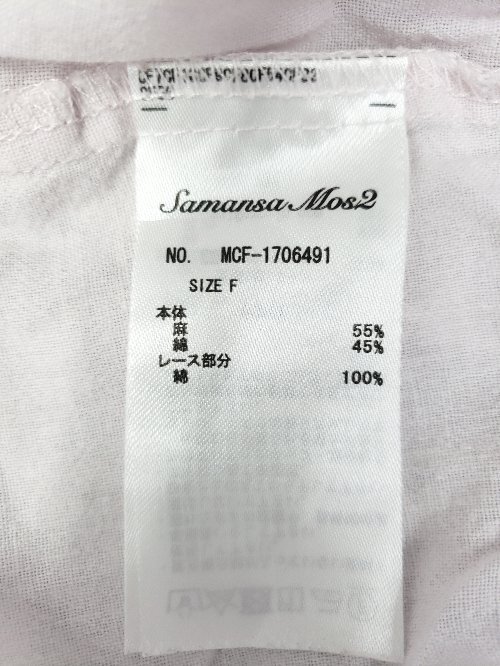 Samansa Mos2
NO. MCF-1706491
SIZE F
本体
麻 55%
綿 45%
レース部分
綿 100%